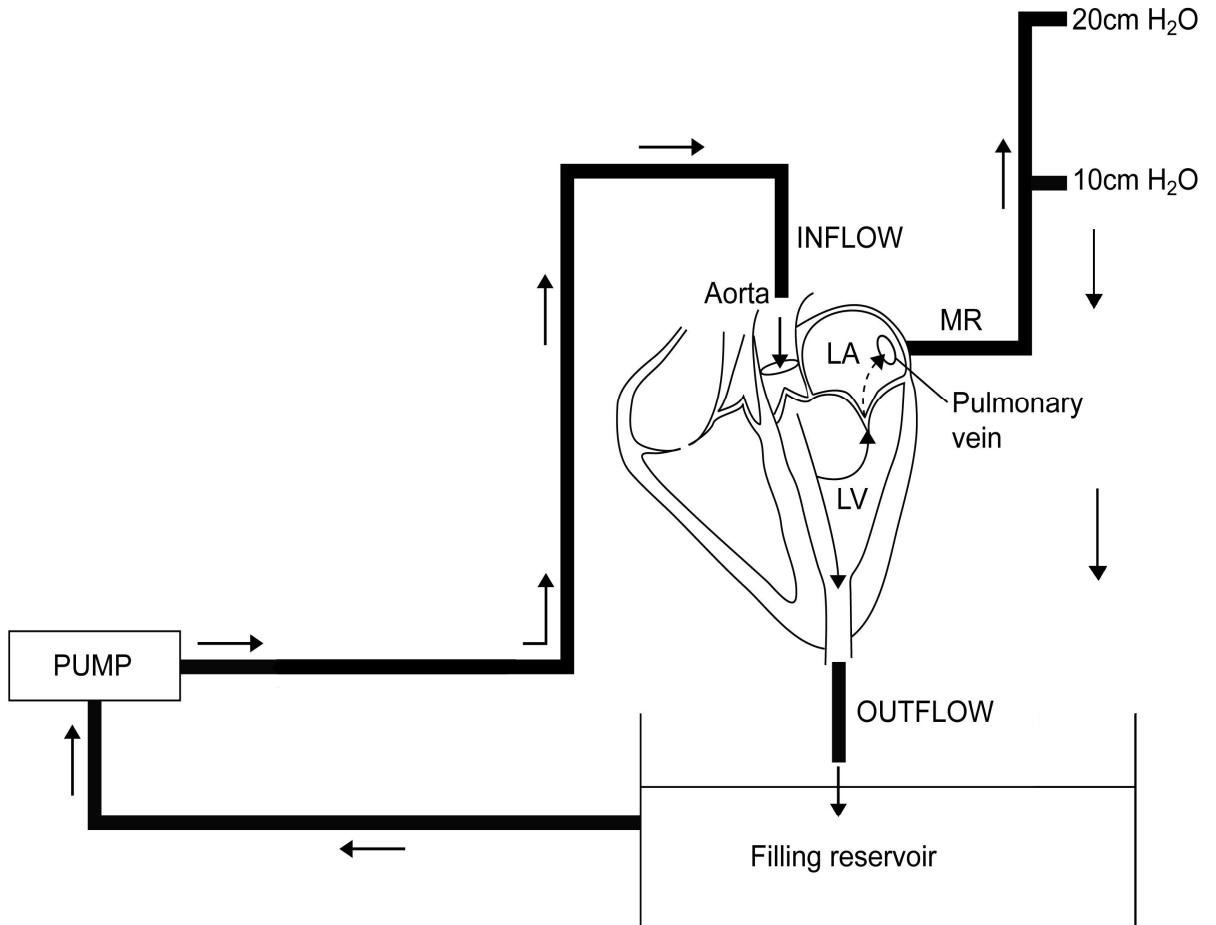 20cm H₂O
10cm H₂O
INFLOW
Aorta
MR
LA
Pulmonary
vein
LV
PUMP
OUTFLOW
Filling reservoir